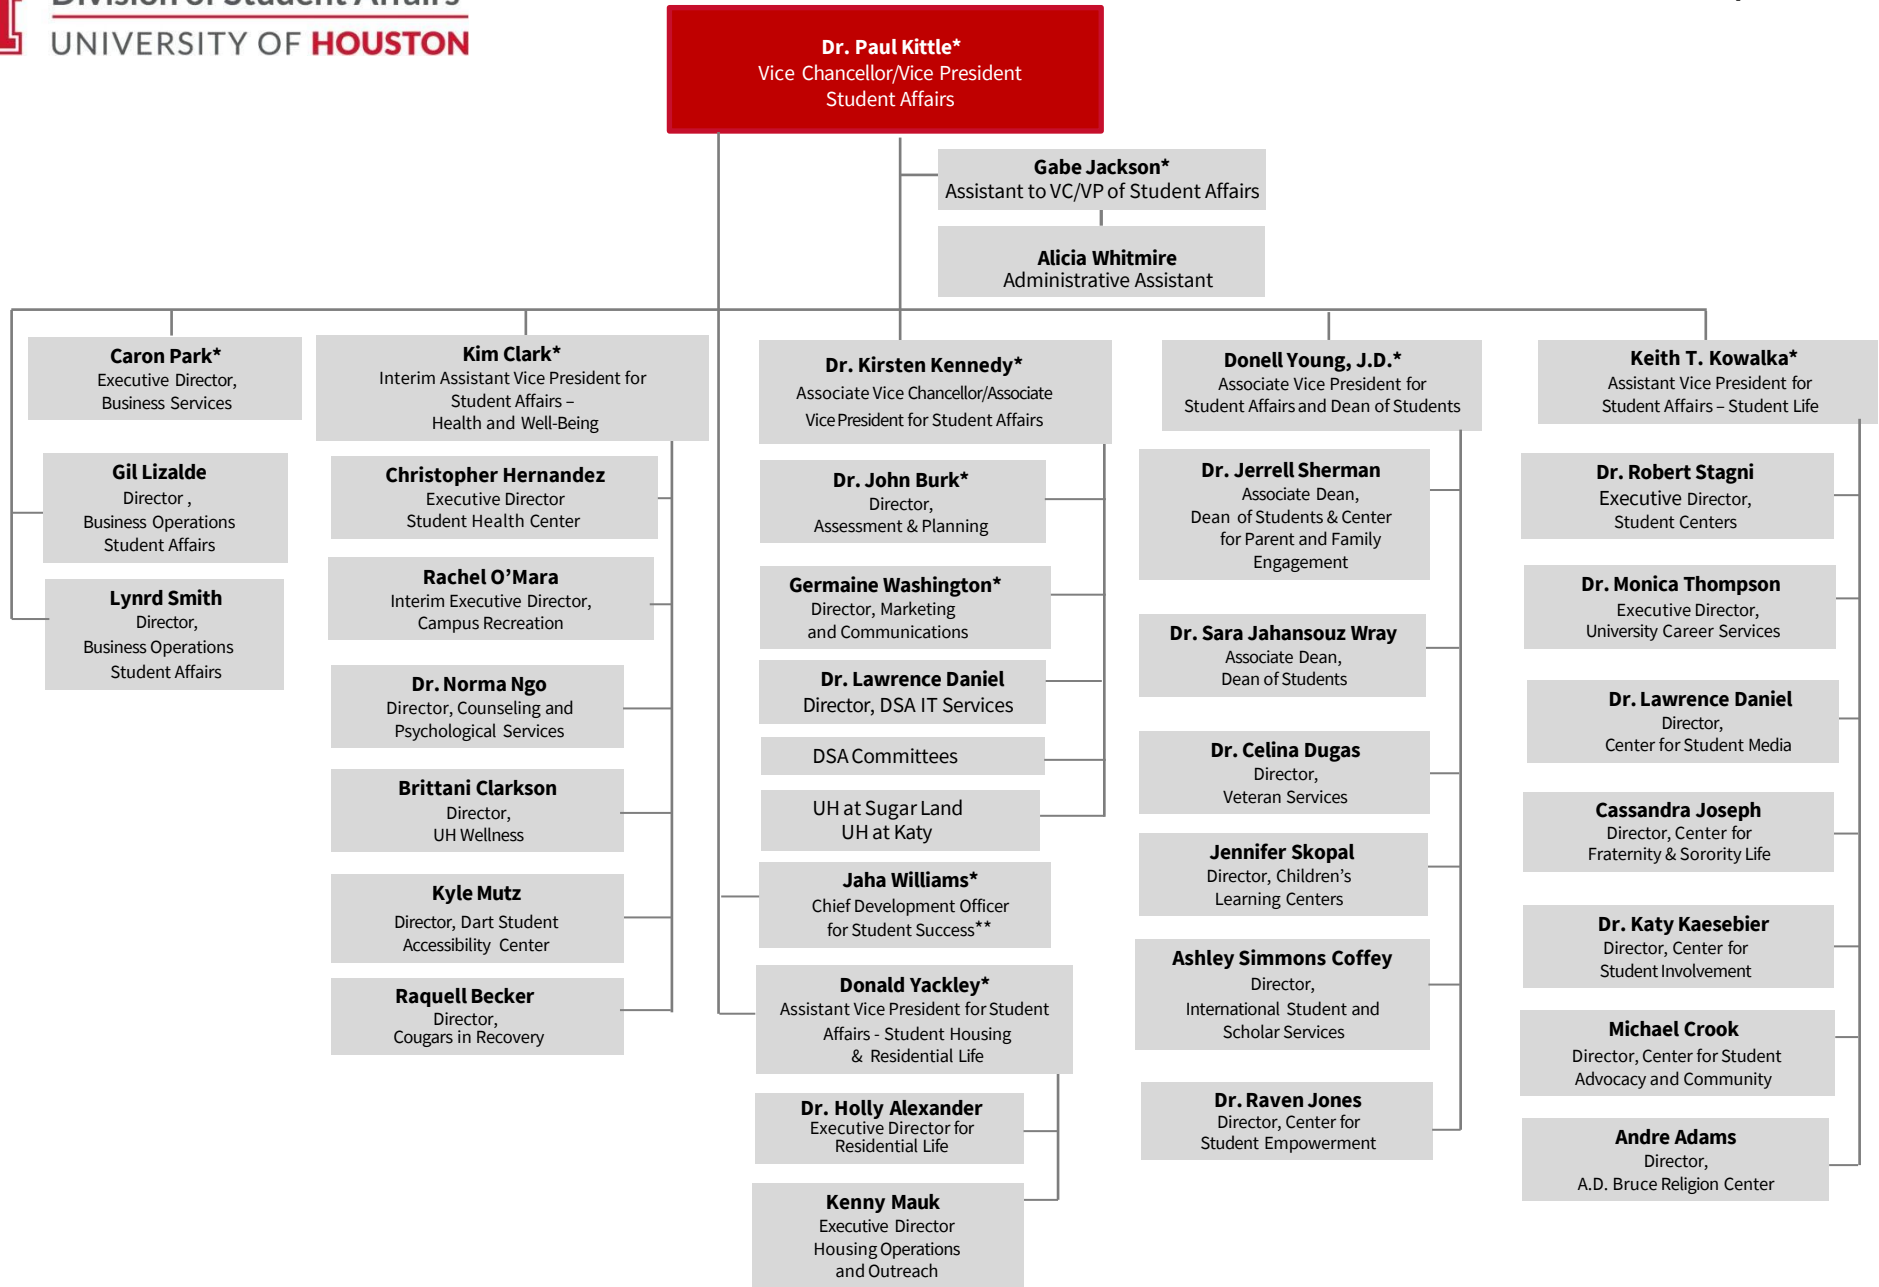 Division of Student Affairs
UNIVERSITY OF HOUSTON
Dr. Paul Kittle*
Vice Chancellor/Vice President
Student Affairs
Gabe Jackson*
Assistant to VC/VP of Student Affairs
Alicia Whitmire
Administrative Assistant
Caron Park*
Executive Director,
Business Services
Gil Lizalde
Director ,
Business Operations
Student Affairs
Lynrd Smith
Director,
Business Operations
Student Affairs
Kim Clark*
Interim Assistant Vice President for
Student Affairs –
Health and Well-Being
Christopher Hernandez
Executive Director
Student Health Center
Rachel O’Mara
Interim Executive Director,
Campus Recreation
Dr. Norma Ngo
Director, Counseling and
Psychological Services
Brittani Clarkson
Director,
UH Wellness
Kyle Mutz
Director, Dart Student
Accessibility Center
Raquell Becker
Director,
Cougars in Recovery
Dr. Kirsten Kennedy*
Associate Vice Chancellor/Associate
Vice President for Student Affairs
Dr. John Burk*
Director,
Assessment & Planning
Germaine Washington*
Director, Marketing
and Communications
Dr. Lawrence Daniel
Director, DSA IT Services
DSA Committees
UH at Sugar Land
UH at Katy
Jaha Williams*
Chief Development Officer
for Student Success**
Donald Yackley*
Assistant Vice President for Student
Affairs - Student Housing
& Residential Life
Dr. Holly Alexander
Executive Director for
Residential Life
Kenny Mauk
Executive Director
Housing Operations
and Outreach
Donell Young, J.D.*
Associate Vice President for
Student Affairs and Dean of Students
Dr. Jerrell Sherman
Associate Dean,
Dean of Students & Center
for Parent and Family
Engagement
Dr. Sara Jahansouz Wray
Associate Dean,
Dean of Students
Dr. Celina Dugas
Director,
Veteran Services
Jennifer Skopal
Director, Children’s
Learning Centers
Ashley Simmons Coffey
Director,
International Student and
Scholar Services
Dr. Raven Jones
Director, Center for
Student Empowerment
Keith T. Kowalka*
Assistant Vice President for
Student Affairs – Student Life
Dr. Robert Stagni
Executive Director,
Student Centers
Dr. Monica Thompson
Executive Director,
University Career Services
Dr. Lawrence Daniel
Director,
Center for Student Media
Cassandra Joseph
Director, Center for
Fraternity & Sorority Life
Dr. Katy Kaesebier
Director, Center for
Student Involvement
Michael Crook
Director, Center for Student
Advocacy and Community
Andre Adams
Director,
A.D. Bruce Religion Center